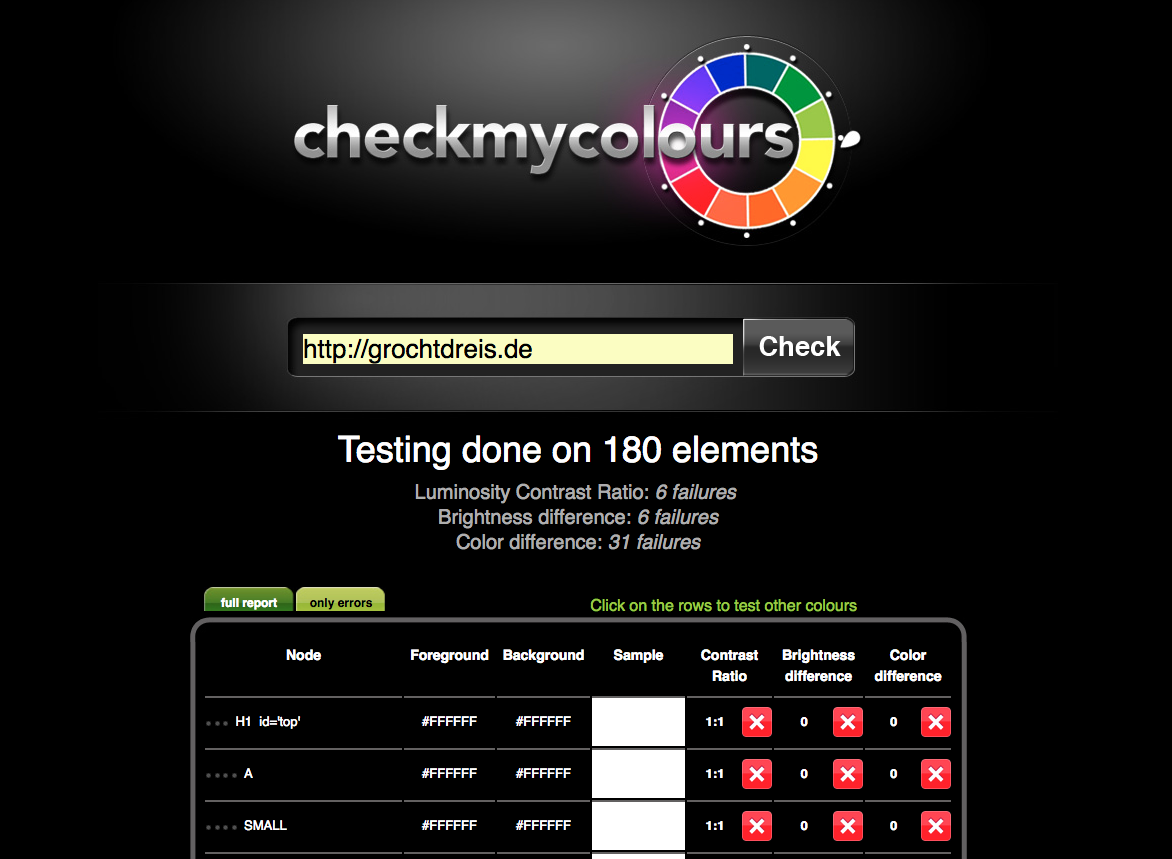 checkmycolours
http://grochtdreis.de
Check
Testing done on 180 elements
Luminosity Contrast Ratio: 6 failures
Brightness difference: 6 failures
Color difference: 31 failures
full report only errors
Click on the rows to test other colours
Node Foreground Background Sample Contrast Ratio Brightness difference Color difference
H1 id='top' #FFFFFF #FFFFFF 1:1 0 0
A #FFFFFF #FFFFFF 1:1 0 0
SMALL #FFFFFF #FFFFFF 1:1 0 0